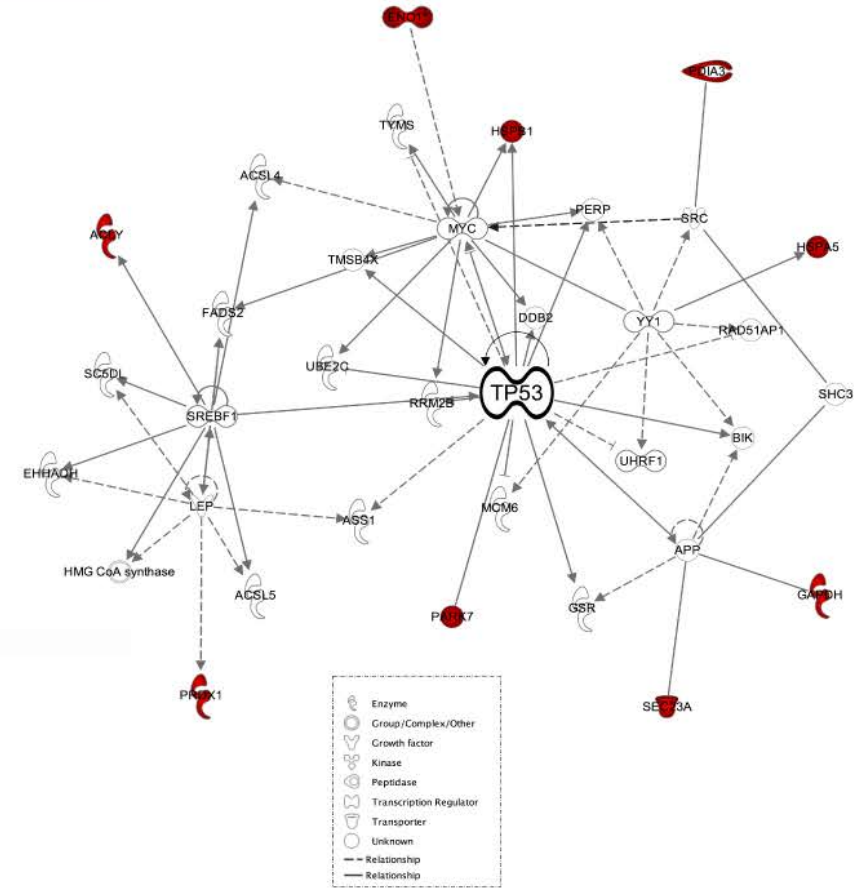 ENO1*
PDIA3
TYMS
HSPB1
ACSL4
PERP
SRC
ACLY
MYC
HSPA5
TMSB4X
FADS2
DDB2
YY1
RAD51AP1
UBE2C
SC5DL
TP53
SHC3
RRM2B
SREBF1
BIK
UHRF1
EHHADH
LEP
MCM6
ASS1
APP
HMG CoA synthase
ACSL5
GSR
GAPDH
PARK7
PRDX1
SEC23A
Enzyme
Group/Complex/Other
Growth factor
Kinase
Peptidase
Transcription Regulator
Transporter
Unknown
Relationship
Relationship